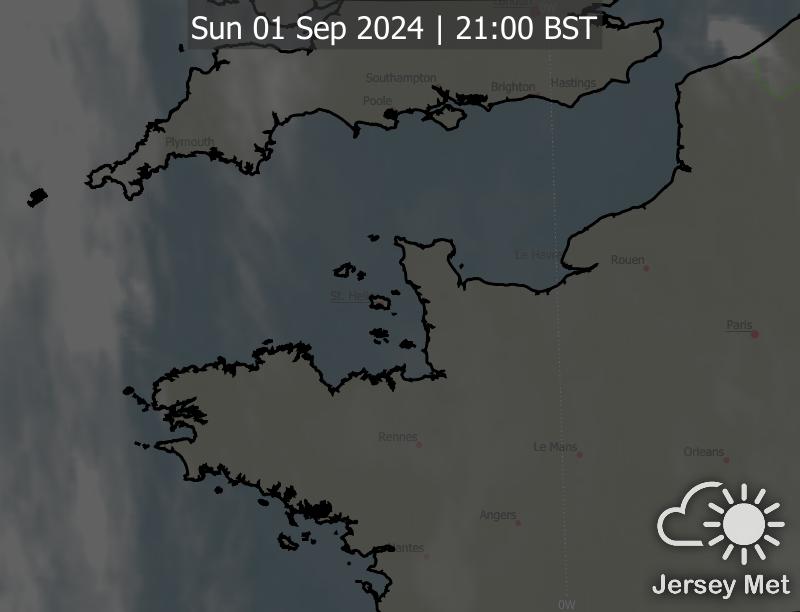 London
Sun 01 Sep 2024 | 21:00 BST
Southampton
Brighton
Hastings
Poole
Plymouth
Le Havre
Rouen
St. Helier
Paris
Rennes
Le Mans
Orleans
Angers
Nantes
Jersey Met
0W